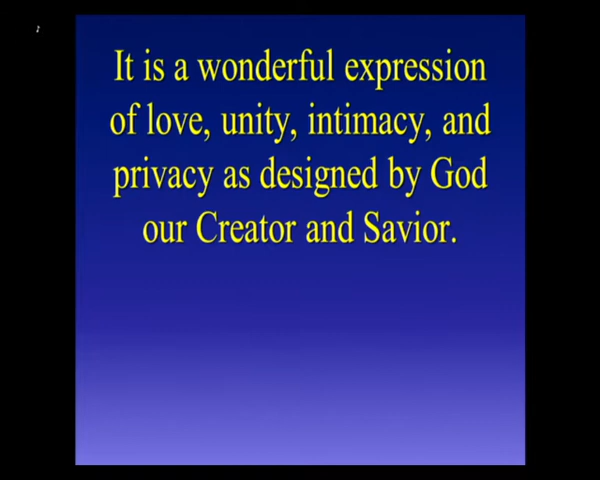 It is a wonderful expression
of love, unity, intimacy, and
privacy as designed by God
our Creator and Savior.